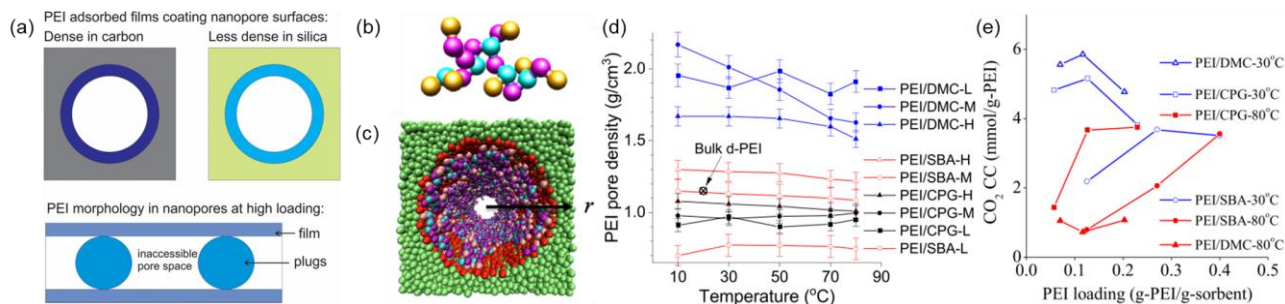 (a) PEI adsorbed films coating nanopore surfaces:
Dense in carbon
Less dense in silica
PEI morphology in nanopores at high loading:
film
inaccessible
pore space
plugs
(b)
(c)
r
(d)
PEI pore density (g/cm³)
2.0
1.5
1.0
Bulk d-PEI
PEI/DMC-L
PEI/DMC-M
PEI/DMC-H
PEI/SBA-H
PEI/SBA-M
PEI/CPG-H
PEI/CPG-M
PEI/CPG-L
PEI/SBA-L
10 30 50 70 90
Temperature (°C)
(e)
CO₂ CC (mmol/g-PEI)
6
4
2
0
PEI/DMC-30°C
PEI/CPG-30°C
PEI/CPG-80°C
PEI/SBA-30°C
PEI/SBA-80°C
PEI/DMC-80°C
0.0 0.1 0.2 0.3 0.4 0.5
PEI loading (g-PEI/g-sorbent)